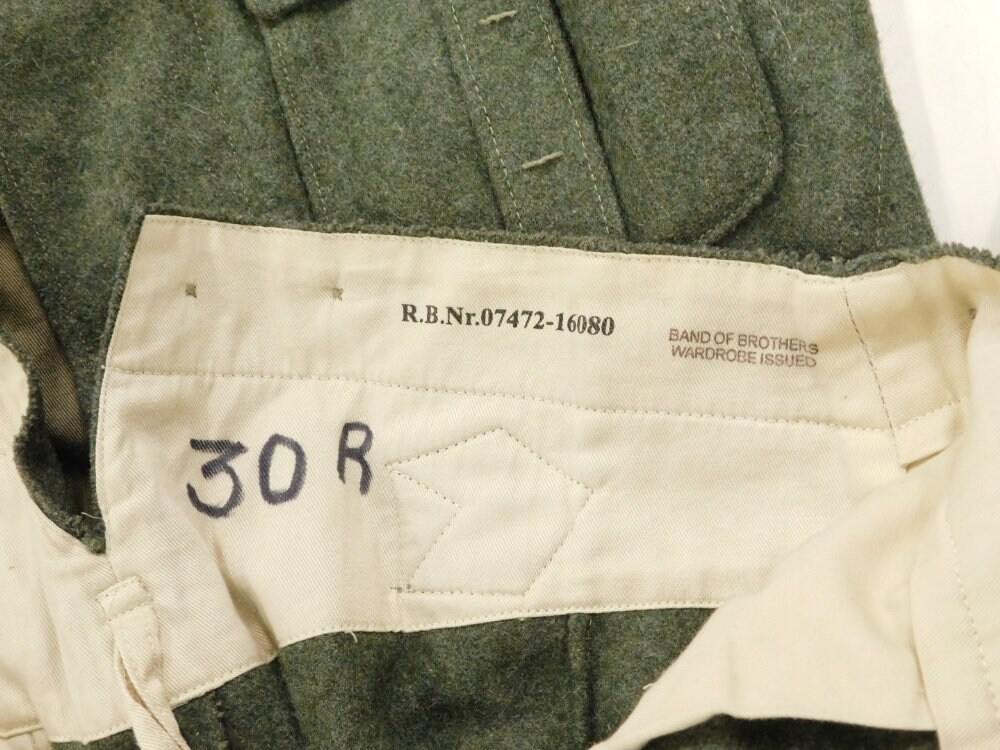 R.B.Nr.07472-16080
BAND OF BROTHERS
WARDROBE ISSUED
30 R